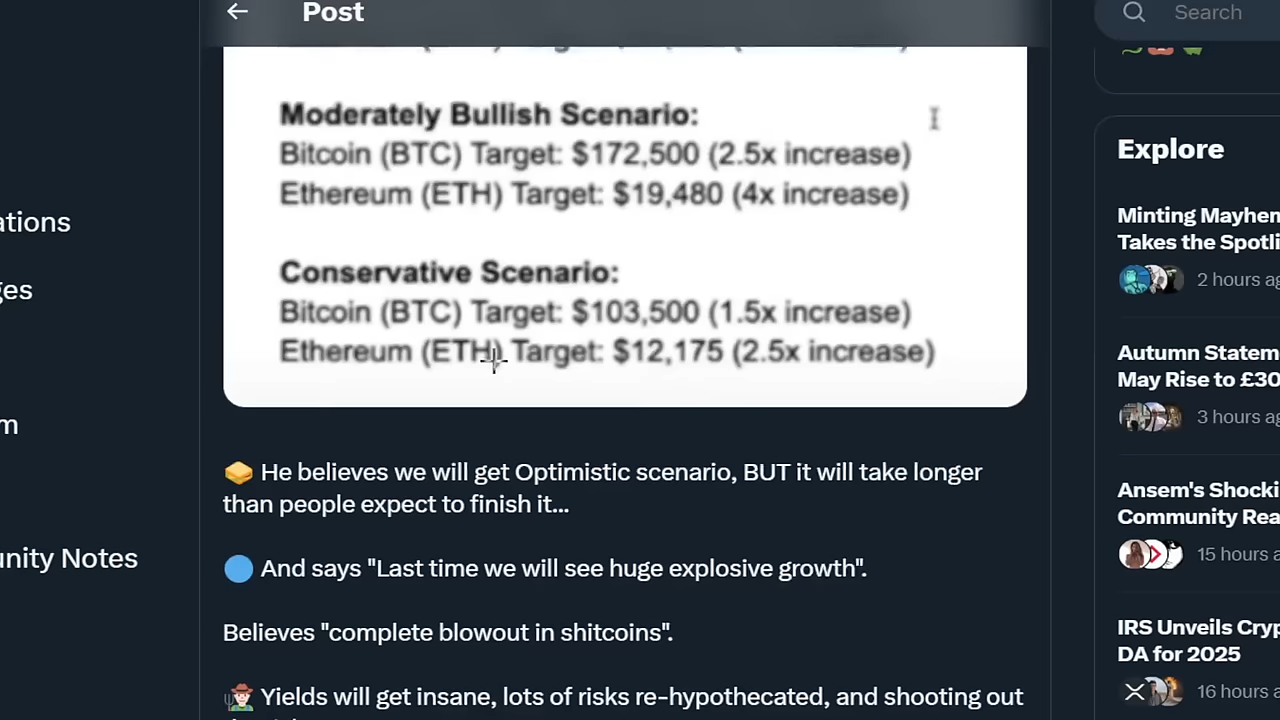 Post
Search
Moderately Bullish Scenario:
Bitcoin (BTC) Target: $172,500 (2.5x increase)
Ethereum (ETH) Target: $19,480 (4x increase)
Conservative Scenario:
Bitcoin (BTC) Target: $103,500 (1.5x increase)
Ethereum (ETH) Target: $12,175 (2.5x increase)
He believes we will get Optimistic scenario, BUT it will take longer
than people expect to finish it...
And says "Last time we will see huge explosive growth".
Believes "complete blowout in shitcoins".
Yields will get insane, lots of risks re-hypothecated, and shooting out
ations
ges
m
unity Notes
Explore
Minting Mayhem
Takes the Spotli
2 hours ag
Autumn Statem
May Rise to £30
3 hours ag
Ansem's Shocki
Community Rea
15 hours a
IRS Unveils Cryp
DA for 2025
16 hours a